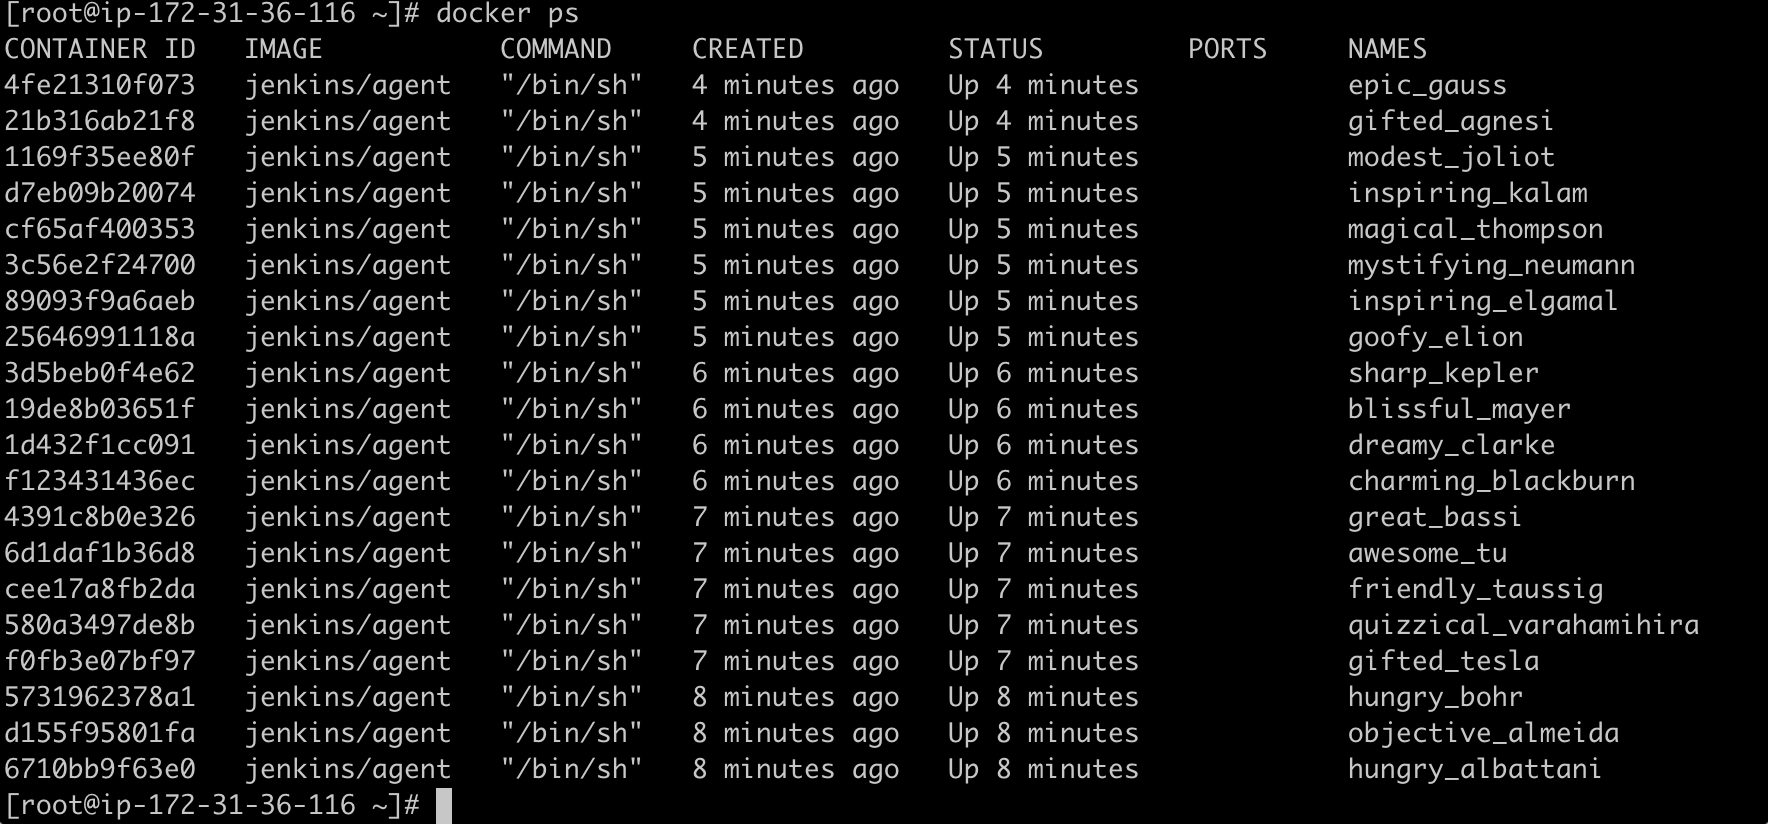 [root@ip-172-31-36-116 ~]# docker ps
CONTAINER ID   IMAGE           COMMAND     CREATED         STATUS         PORTS     NAMES
4fe21310f073   jenkins/agent   "/bin/sh"   4 minutes ago   Up 4 minutes             epic_gauss
21b316ab21f8   jenkins/agent   "/bin/sh"   4 minutes ago   Up 4 minutes             gifted_agnesi
1169f35ee80f   jenkins/agent   "/bin/sh"   5 minutes ago   Up 5 minutes             modest_joliot
d7eb09b20074   jenkins/agent   "/bin/sh"   5 minutes ago   Up 5 minutes             inspiring_kalam
cf65af400353   jenkins/agent   "/bin/sh"   5 minutes ago   Up 5 minutes             magical_thompson
3c56e2f24700   jenkins/agent   "/bin/sh"   5 minutes ago   Up 5 minutes             mystifying_neumann
89093f9a6aeb   jenkins/agent   "/bin/sh"   5 minutes ago   Up 5 minutes             inspiring_elgamal
25646991118a   jenkins/agent   "/bin/sh"   5 minutes ago   Up 5 minutes             goofy_elion
3d5beb0f4e62   jenkins/agent   "/bin/sh"   6 minutes ago   Up 6 minutes             sharp_kepler
19de8b03651f   jenkins/agent   "/bin/sh"   6 minutes ago   Up 6 minutes             blissful_mayer
1d432f1cc091   jenkins/agent   "/bin/sh"   6 minutes ago   Up 6 minutes             dreamy_clarke
f123431436ec   jenkins/agent   "/bin/sh"   6 minutes ago   Up 6 minutes             charming_blackburn
4391c8b0e326   jenkins/agent   "/bin/sh"   7 minutes ago   Up 7 minutes             great_bassi
6d1daf1b36d8   jenkins/agent   "/bin/sh"   7 minutes ago   Up 7 minutes             awesome_tu
cee17a8fb2da   jenkins/agent   "/bin/sh"   7 minutes ago   Up 7 minutes             friendly_taussig
580a3497de8b   jenkins/agent   "/bin/sh"   7 minutes ago   Up 7 minutes             quizzical_varahamihira
f0fb3e07bf97   jenkins/agent   "/bin/sh"   7 minutes ago   Up 7 minutes             gifted_tesla
5731962378a1   jenkins/agent   "/bin/sh"   8 minutes ago   Up 8 minutes             hungry_bohr
d155f95801fa   jenkins/agent   "/bin/sh"   8 minutes ago   Up 8 minutes             objective_almeida
6710bb9f63e0   jenkins/agent   "/bin/sh"   8 minutes ago   Up 8 minutes             hungry_albattani
[root@ip-172-31-36-116 ~]#